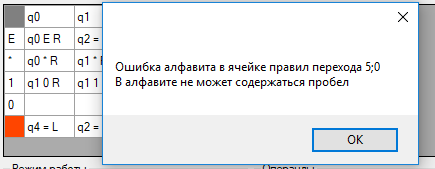 q0 q1
E q0 E R q2 =
* q0 * R q1 *
1 q1 0 R q1 1
0
q4 = L q2 =
Ошибка алфавита в ячейке правил перехода 5;0
В алфавите не может содержаться пробел
OK
Режим работы Операнды